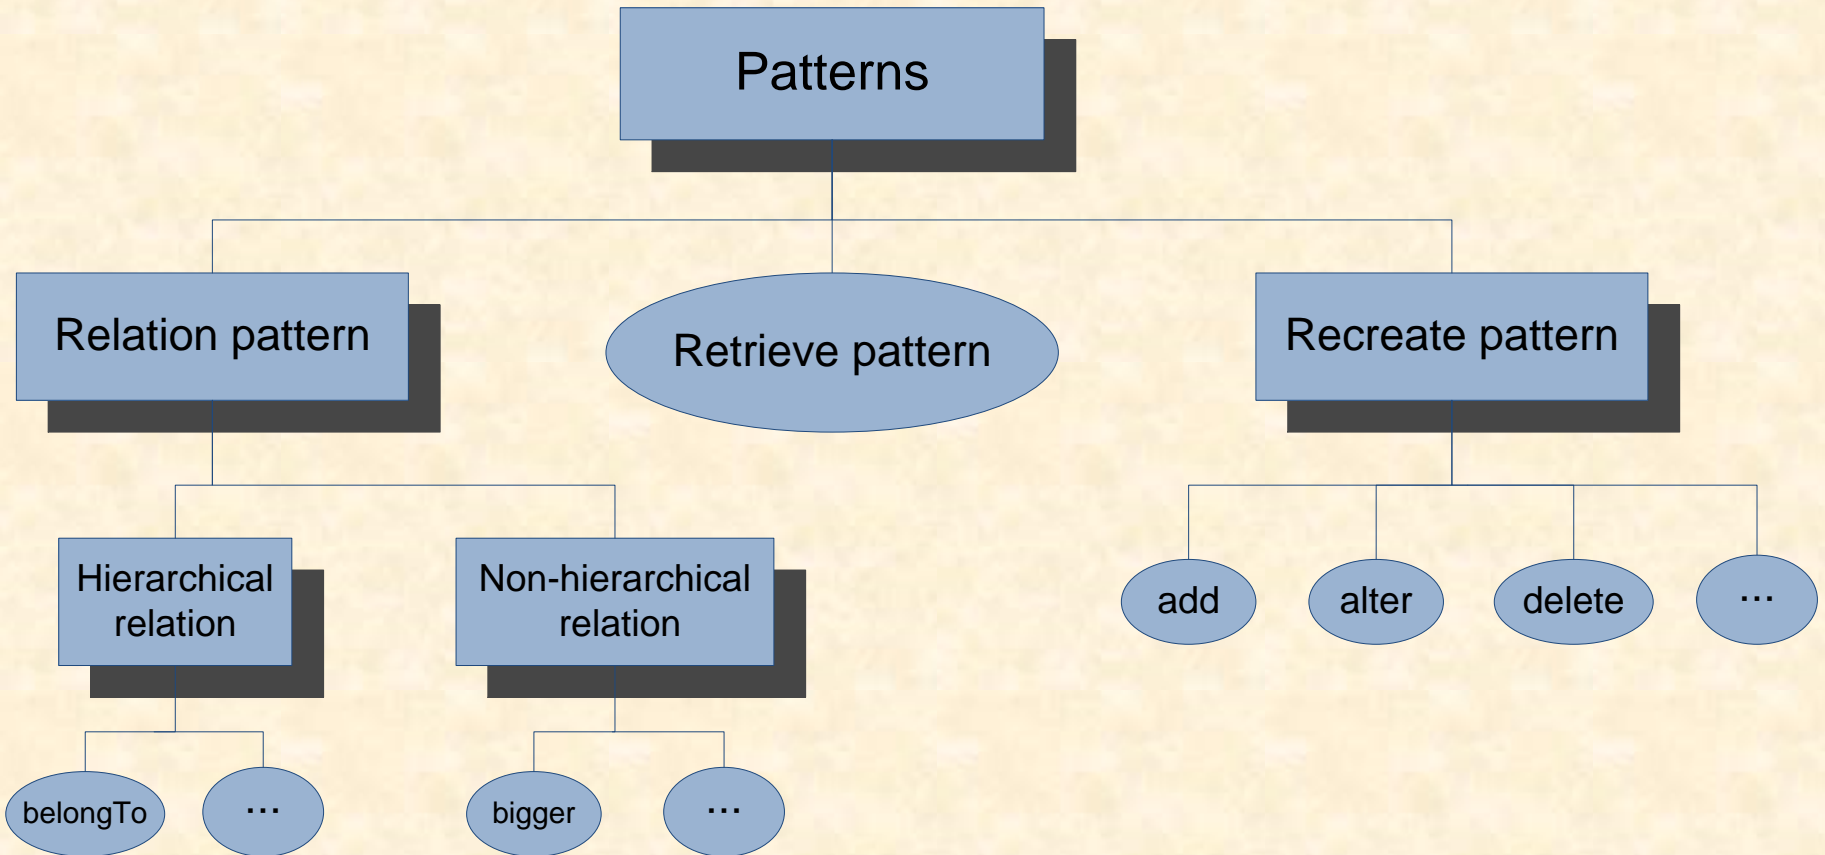 Patterns
Relation pattern
Retrieve pattern
Recreate pattern
Hierarchical
relation
Non-hierarchical
relation
add
alter
delete
...
belongTo
...
bigger
...